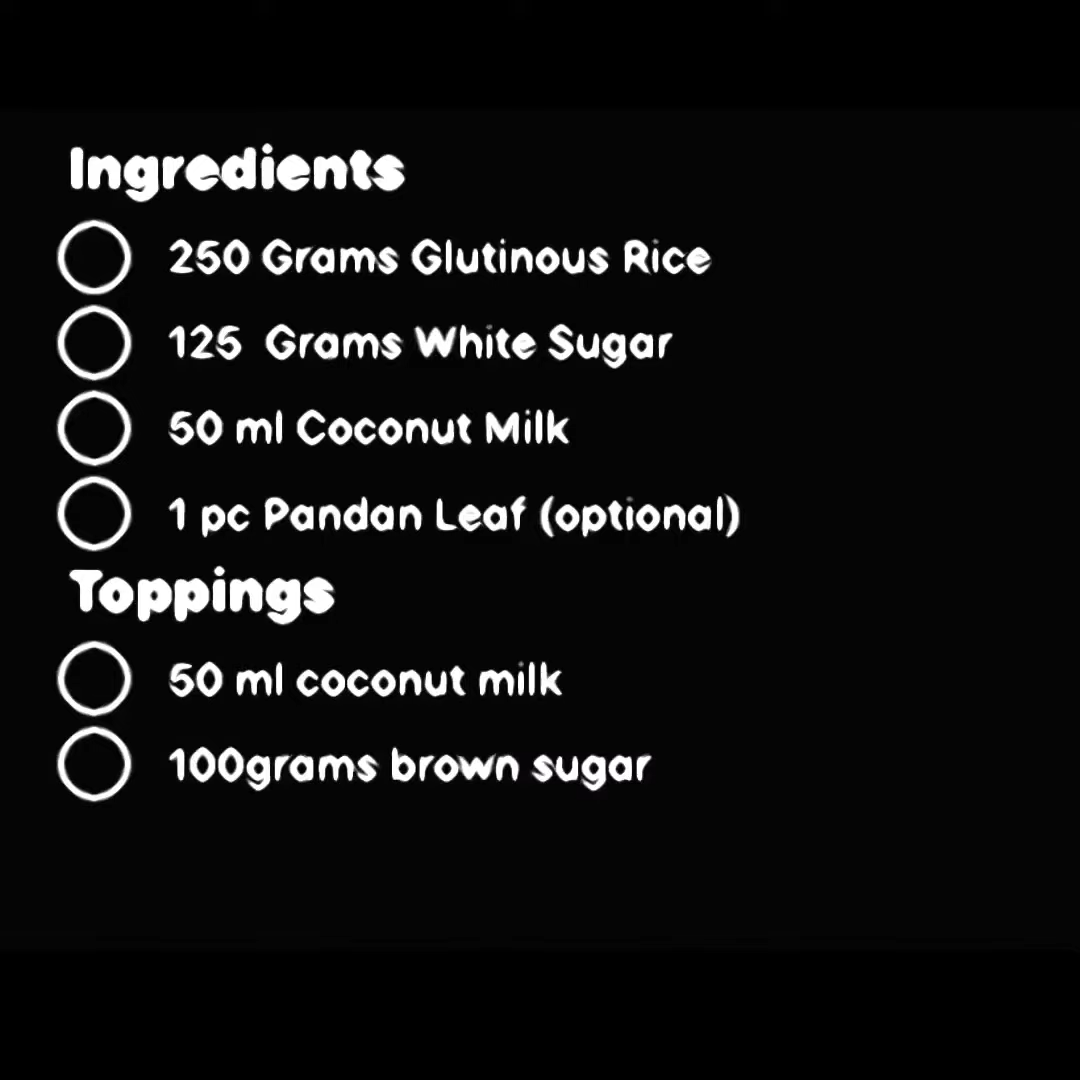 Ingredients
250 Grams Glutinous Rice
125 Grams White Sugar
50 ml Coconut Milk
1 pc Pandan Leaf (optional)
Toppings
50 ml coconut milk
100grams brown sugar